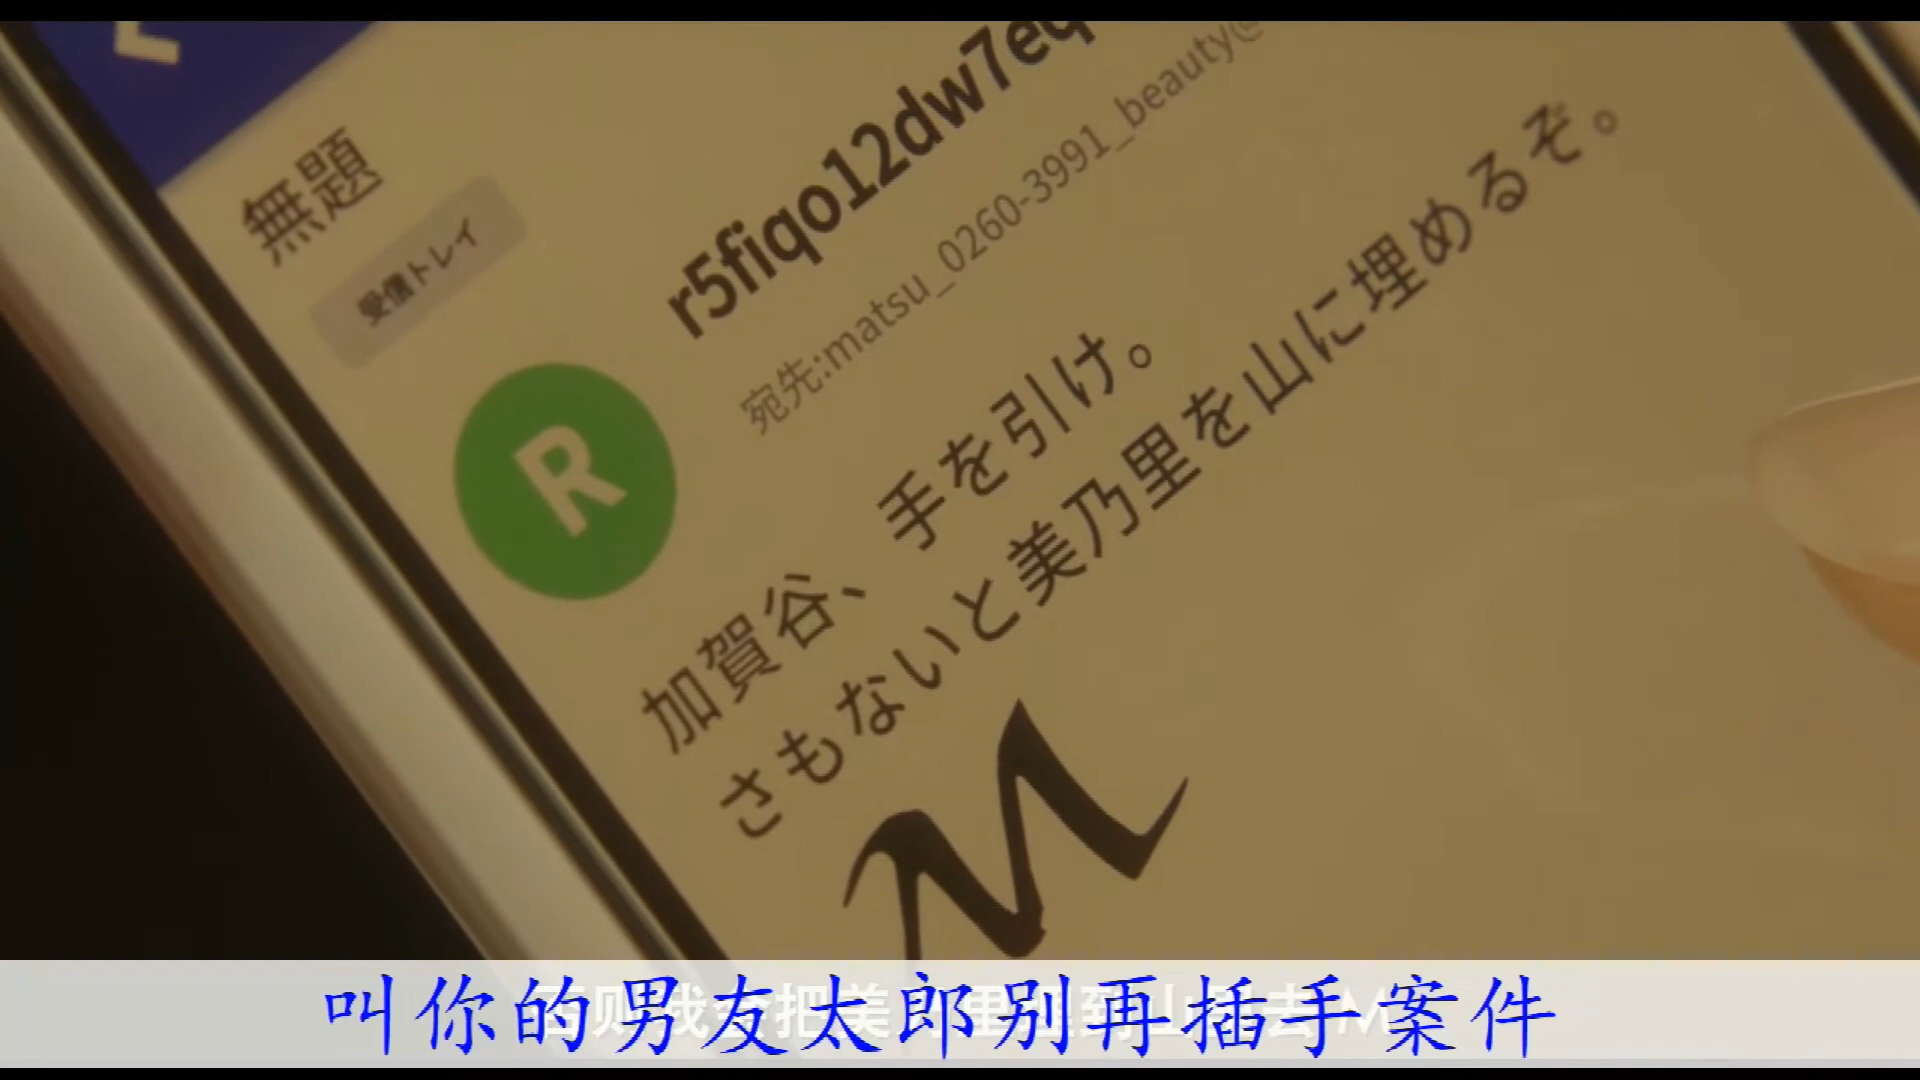 無題
受信トレイ
R
r5fiqo12dw7eq
宛先:matsu_0260-3991_beauty@
加賀谷、手を引け。
さもないと美乃里を山に埋めるぞ。
M
叫你的男友太郎别再插手案件